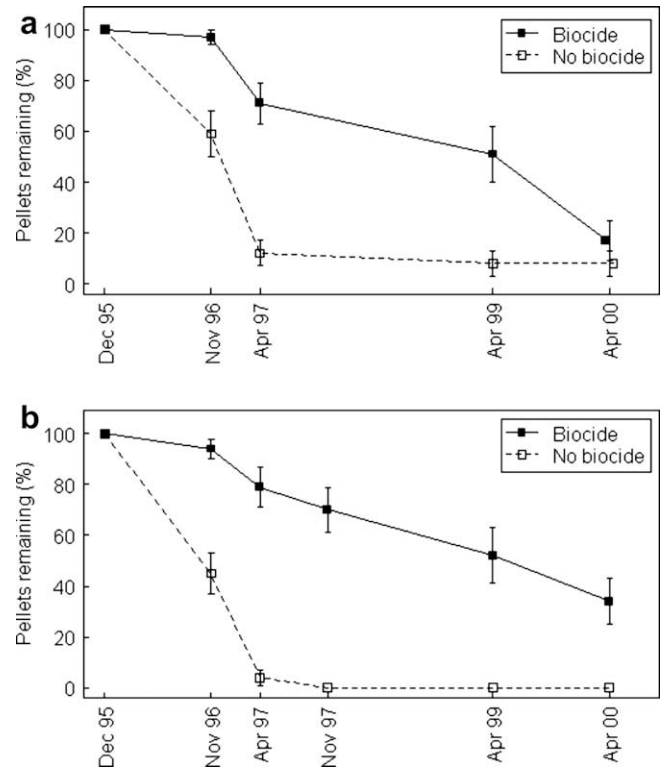 a
Pellets remaining (%)
100
80
60
40
20
0
Biocide
No biocide
Dec 95
Nov 96
Apr 97
Apr 99
Apr 00
b
Pellets remaining (%)
100
80
60
40
20
0
Biocide
No biocide
Dec 95
Nov 96
Apr 97
Nov 97
Apr 99
Apr 00